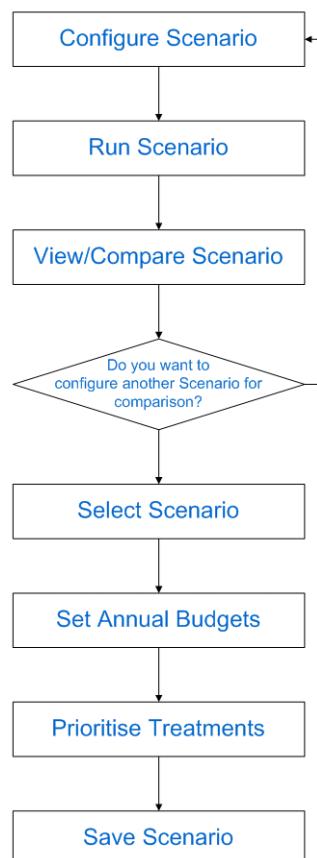 Configure Scenario
Run Scenario
View/Compare Scenario
Do you want to
configure another Scenario for
comparison?
Select Scenario
Set Annual Budgets
Prioritise Treatments
Save Scenario